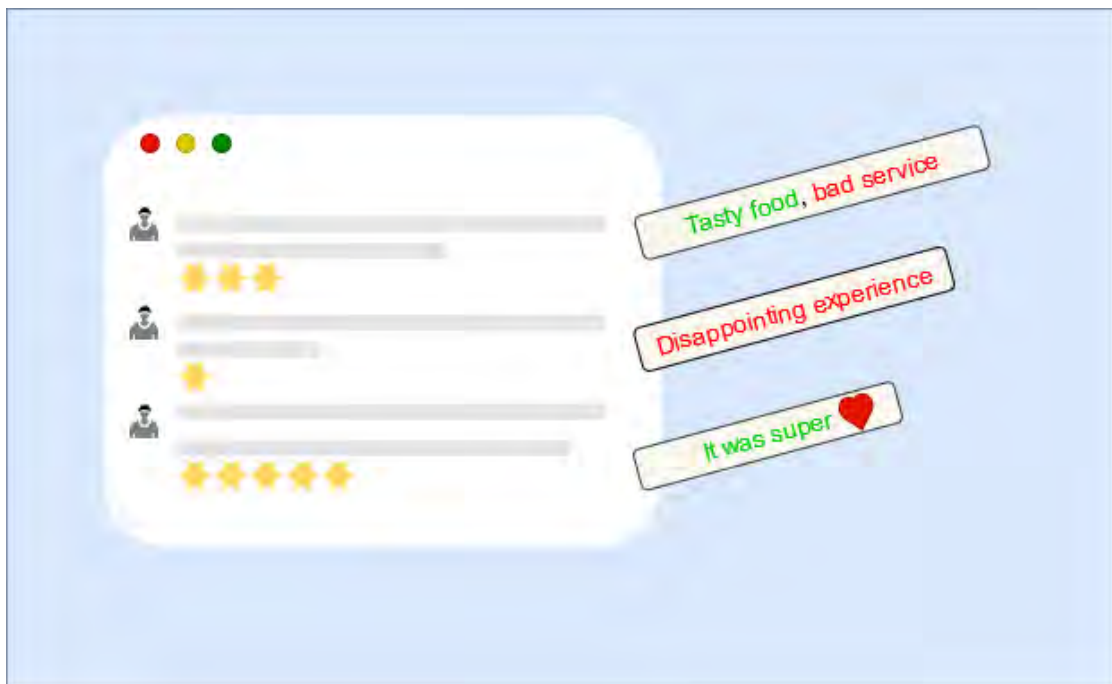 Tasty food, bad service
Disappointing experience
It was super